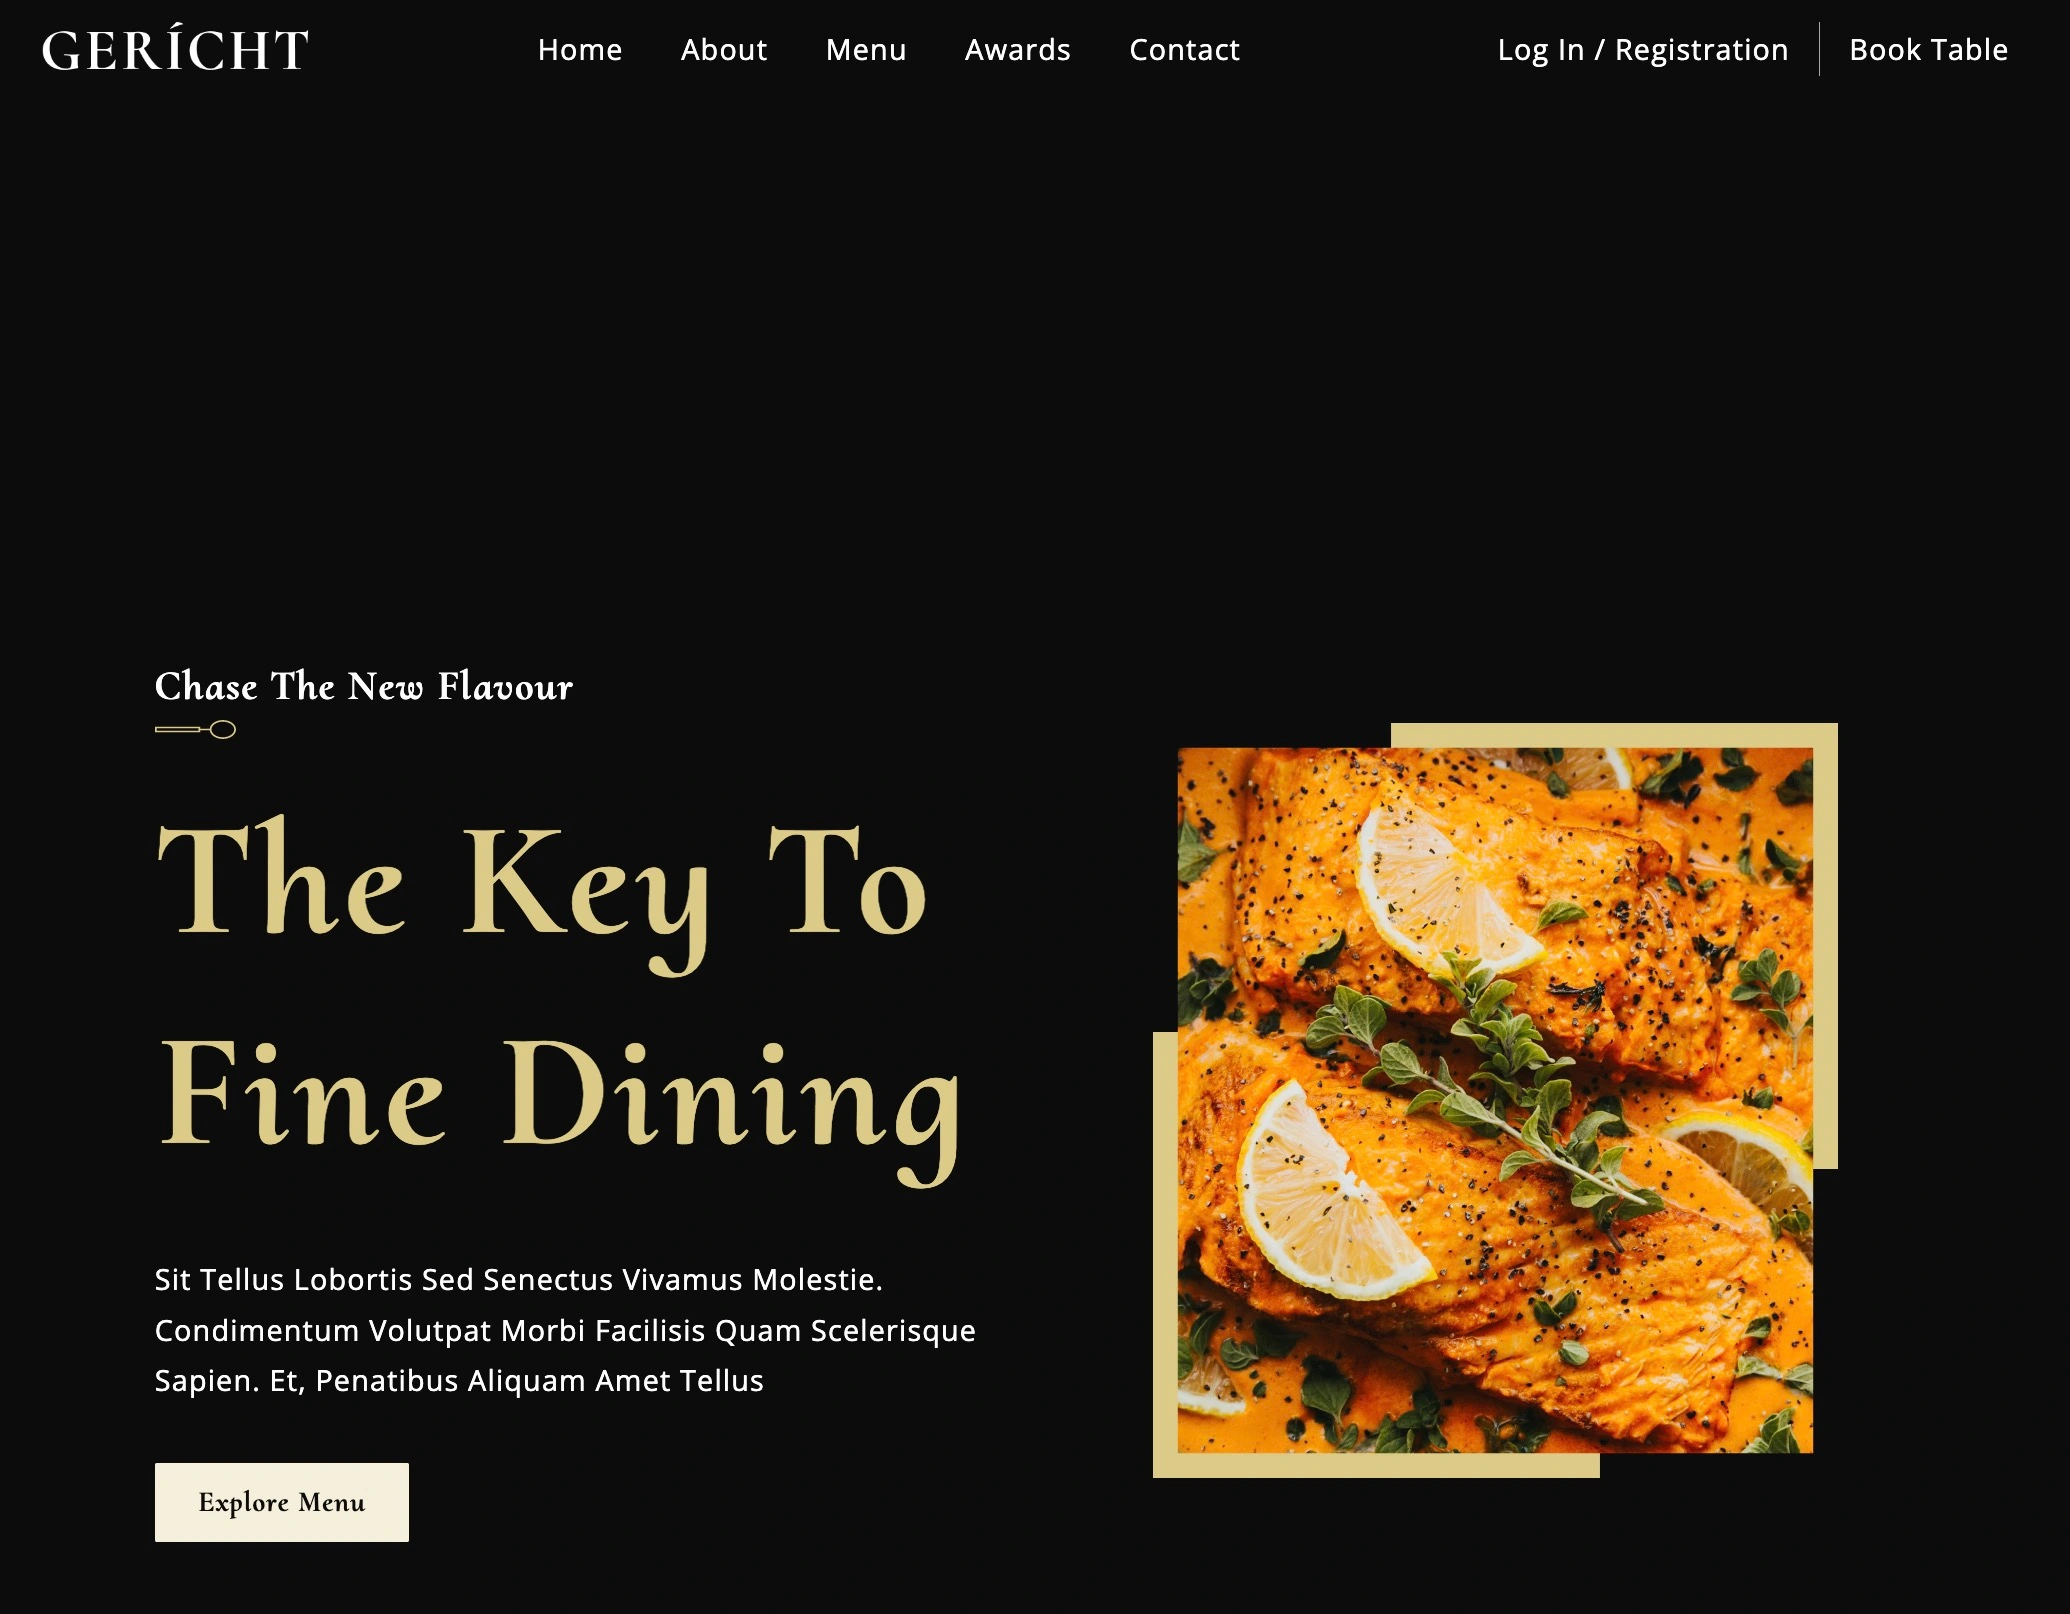 GERÍCHT
Home About Menu Awards Contact
Log In / Registration Book Table
Chase The New Flavour
The Key To
Fine Dining
Sit Tellus Lobortis Sed Senectus Vivamus Molestie.
Condimentum Volutpat Morbi Facilisis Quam Scelerisque
Sapien. Et, Penatibus Aliquam Amet Tellus
Explore Menu